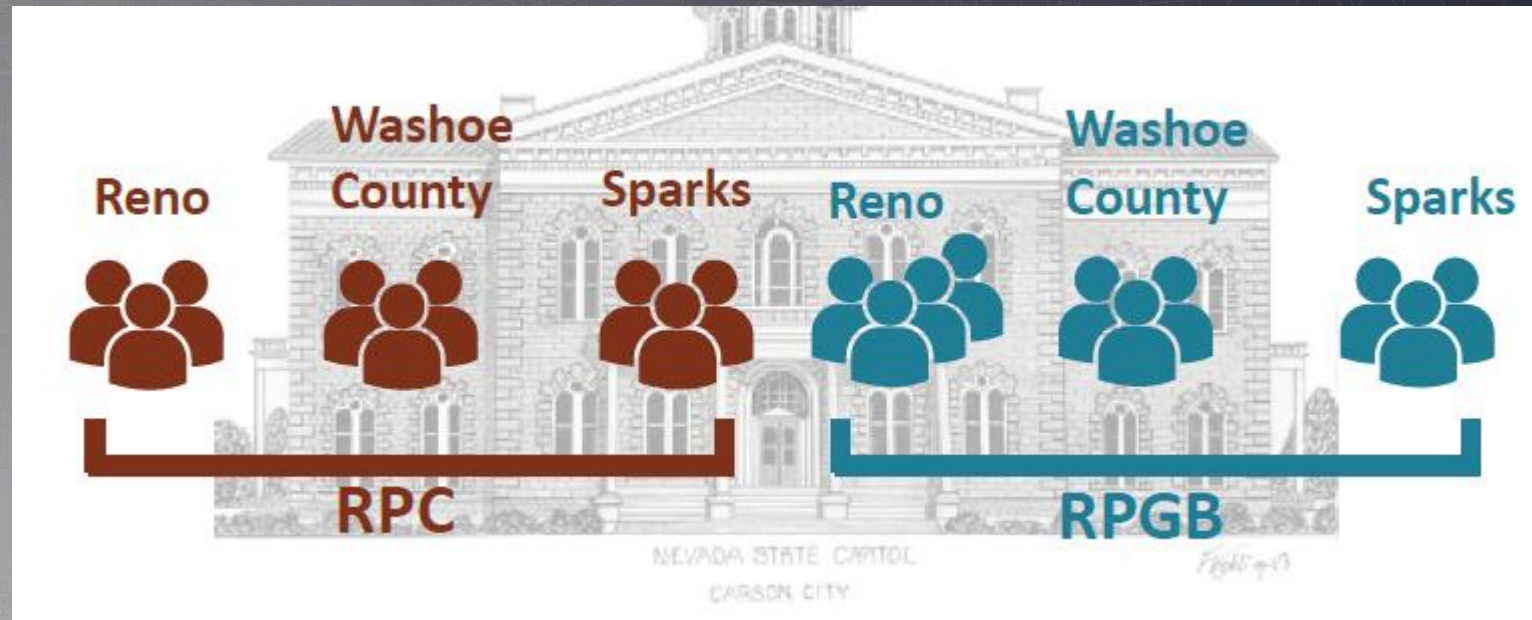 Reno
Washoe
County
Sparks
Reno
Washoe
County
Sparks
RPC
RPGB
NEVADA STATE CAPITOL
CARSON CITY